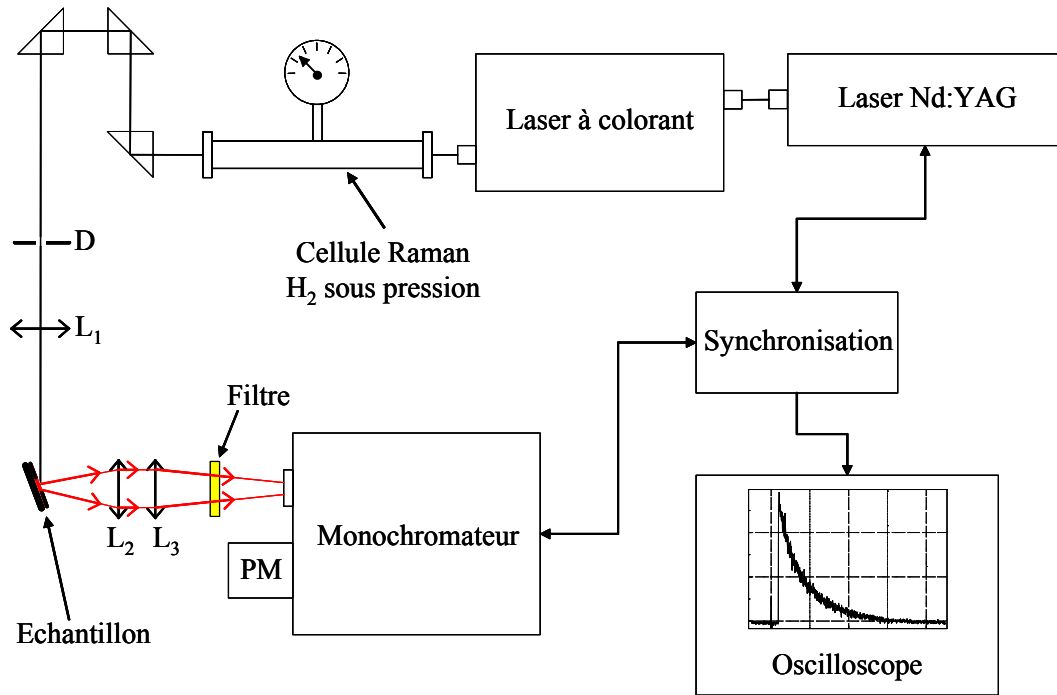 Laser Nd:YAG
Laser à colorant
Cellule Raman
H₂ sous pression
D
L₁
Synchronisation
Filtre
L₂
L₃
Monochromateur
PM
Echantillon
Oscilloscope